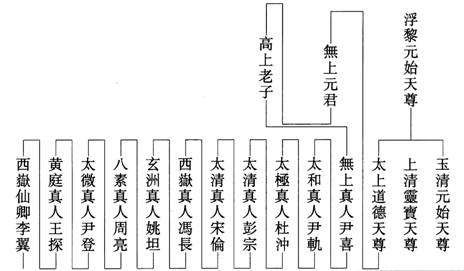 浮黎元始天尊
玉清元始天尊
上清靈寶天尊
太上道德天尊
無上元君
高上老子
無上真人尹喜
太和真人尹軌
太極真人杜沖
太清真人彭宗
太清真人宋倫
西嶽真人馮長
玄洲真人姚坦
八素真人周亮
太微真人尹登
黃庭真人王探
西嶽仙卿李翼